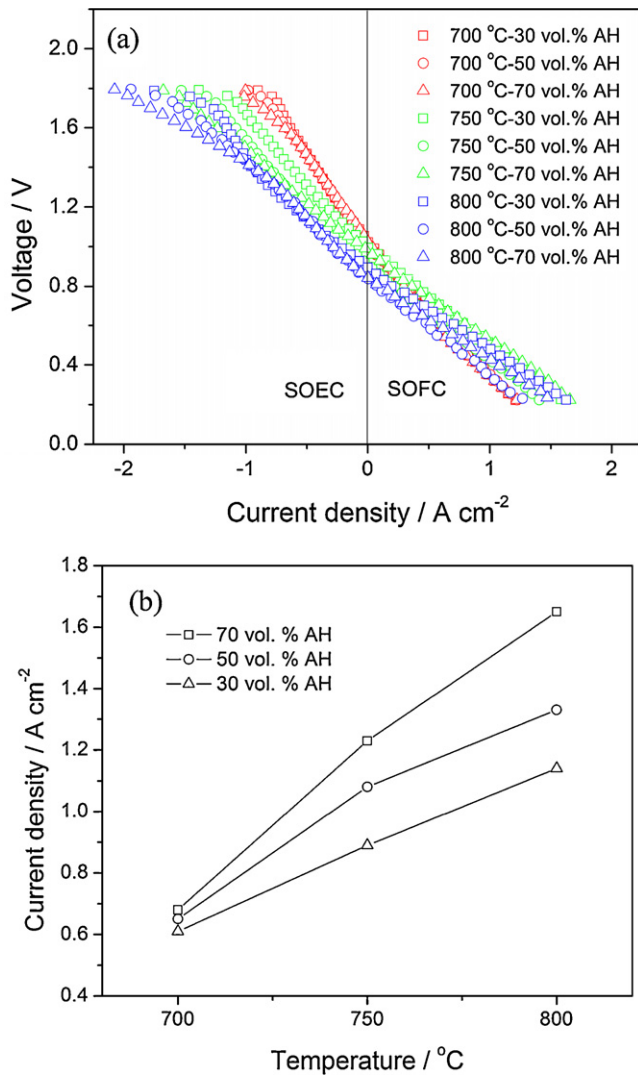 (a)
700 °C-30 vol.% AH
700 °C-50 vol.% AH
700 °C-70 vol.% AH
750 °C-30 vol.% AH
750 °C-50 vol.% AH
750 °C-70 vol.% AH
800 °C-30 vol.% AH
800 °C-50 vol.% AH
800 °C-70 vol.% AH
2.0
1.6
1.2
0.8
0.4
0.0
Voltage / V
SOEC
SOFC
-2
-1
0
1
2
Current density / A cm⁻²
(b)
70 vol. % AH
50 vol. % AH
30 vol. % AH
1.8
1.6
1.4
1.2
1.0
0.8
0.6
0.4
Current density / A cm⁻²
700
750
800
Temperature / °C